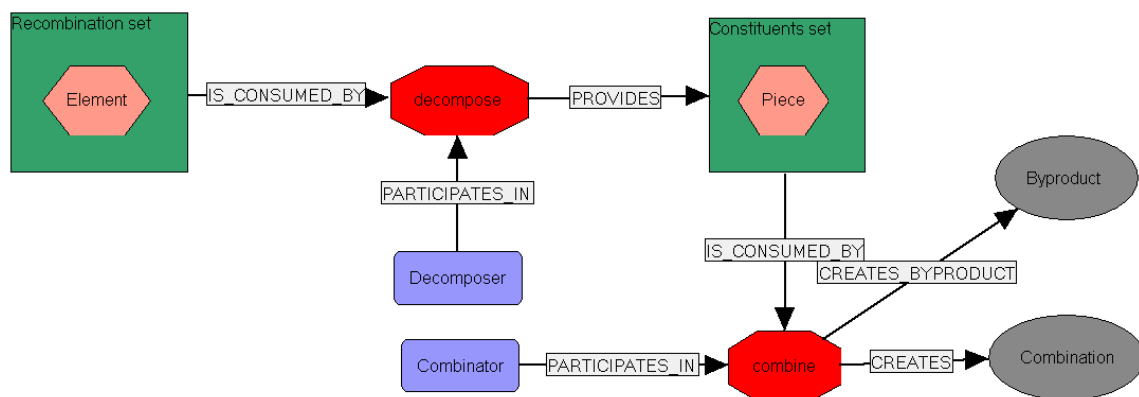 Recombination set
Constituents set
Element
IS_CONSUMED_BY
decompose
PROVIDES
Piece
Byproduct
PARTICIPATES_IN
IS_CONSUMED_BY
CREATES_BYPRODUCT
Decomposer
Combinator
PARTICIPATES_IN
combine
CREATES
Combination